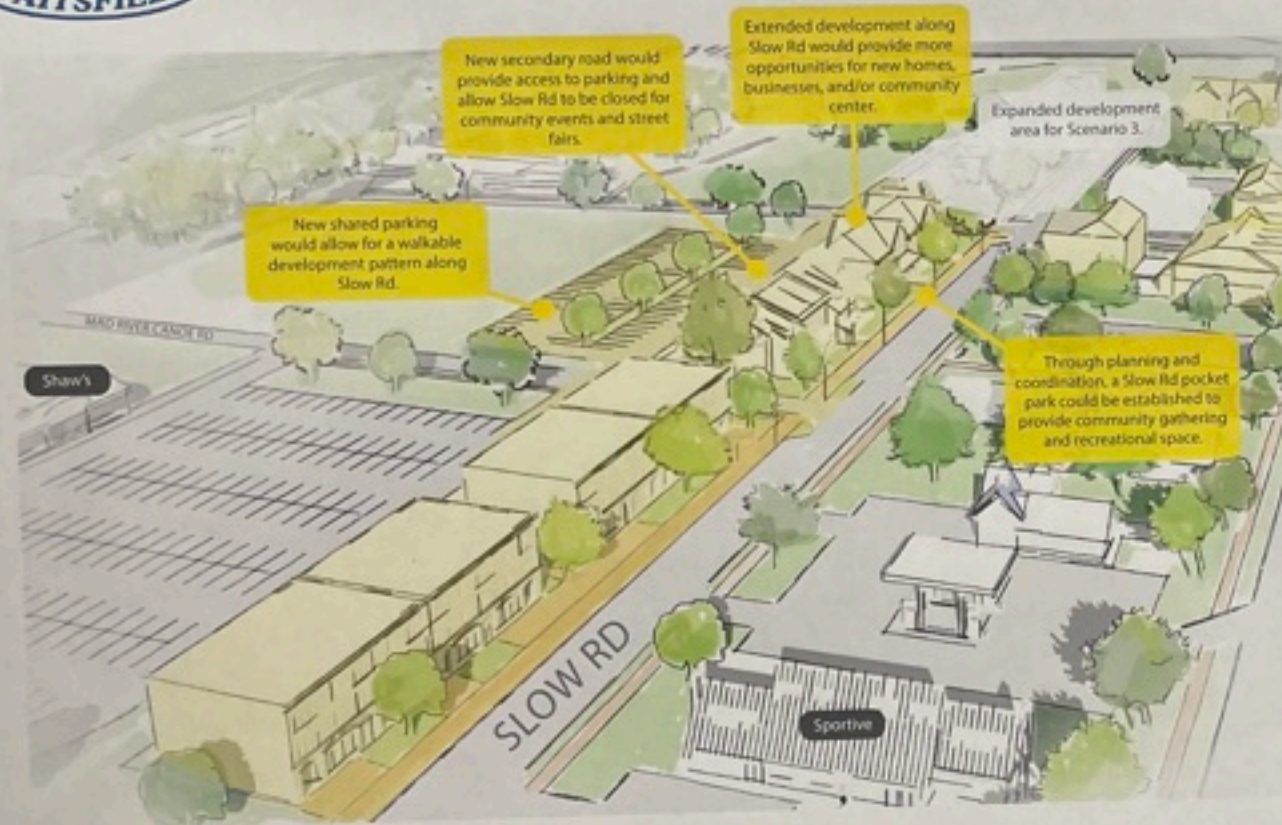 AITSFIEL
New secondary road would
provide access to parking and
allow Slow Rd to be closed for
community events and street
fairs.
Extended development along
Slow Rd would provide more
opportunities for new homes,
businesses, and/or community
center.
Expanded development
area for Scenario 3.
New shared parking
would allow for a walkable
development pattern along
Slow Rd.
MAD RIVER CANOE RD
Shaw's
Through planning and
coordination, a Slow Rd pocket
park could be established to
provide community gathering
and recreational space.
SLOW RD
Sportive